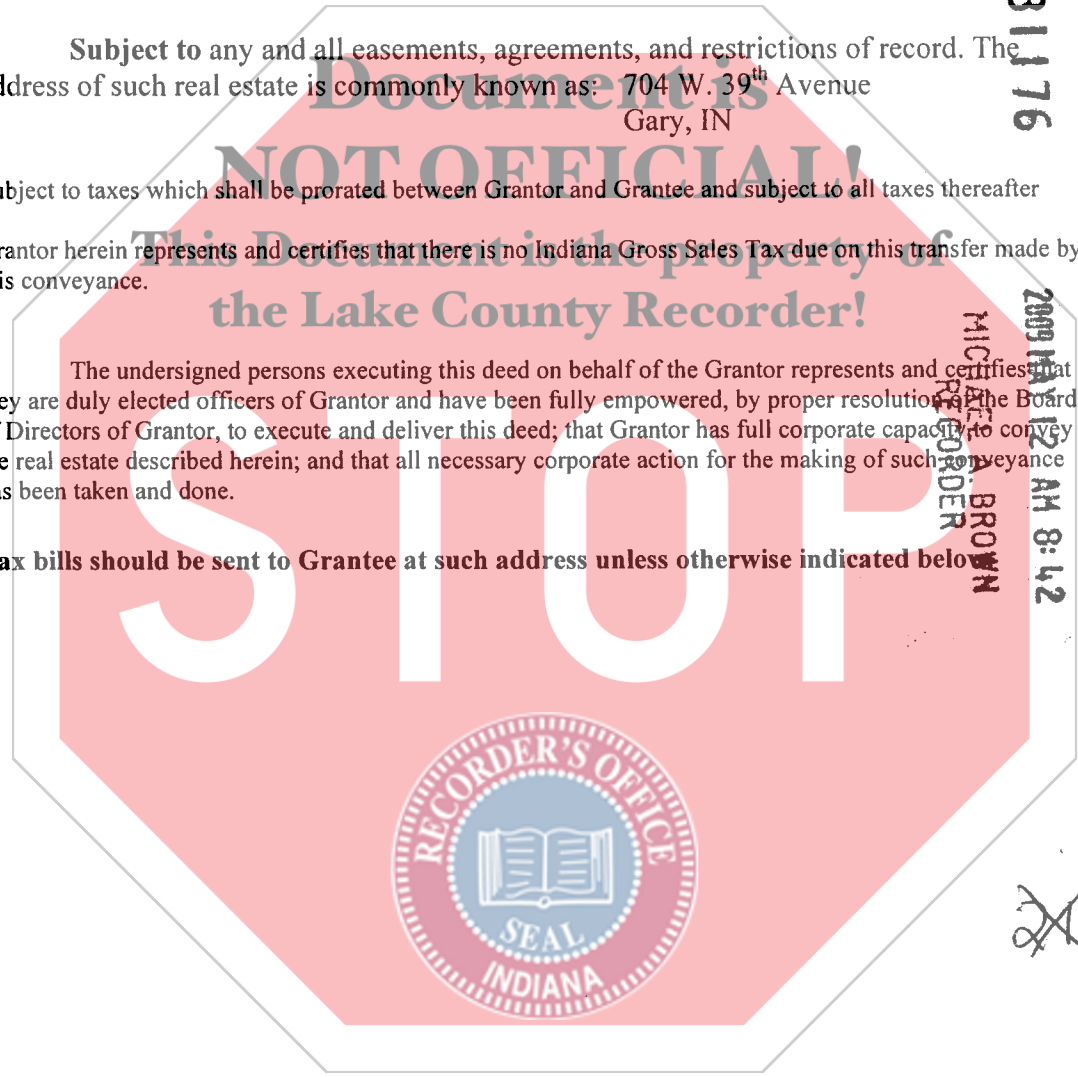 Subject to any and all easements, agreements, and restrictions of record. The
ddress of such real estate is commonly known as: 704 W. 39th Avenue
Gary, IN
ubject to taxes which shall be prorated between Grantor and Grantee and subject to all taxes thereafter
rantor herein represents and certifies that there is no Indiana Gross Sales Tax due on this transfer made by
is conveyance.
The undersigned persons executing this deed on behalf of the Grantor represents and certifies that
ey are duly elected officers of Grantor and have been fully empowered, by proper resolution of the Board
f Directors of Grantor, to execute and deliver this deed; that Grantor has full corporate capacity to convey
e real estate described herein; and that all necessary corporate action for the making of such conveyance
as been taken and done.
ax bills should be sent to Grantee at such address unless otherwise indicated below
Document is
NOT OFFICIAL!
This Document is the property of
the Lake County Recorder!
STOP
RECORDER'S OFFICE
SEAL
INDIANA
31176
2009 MAY 12 AM 8:42
MICHAEL A. BROWN
RECORDER